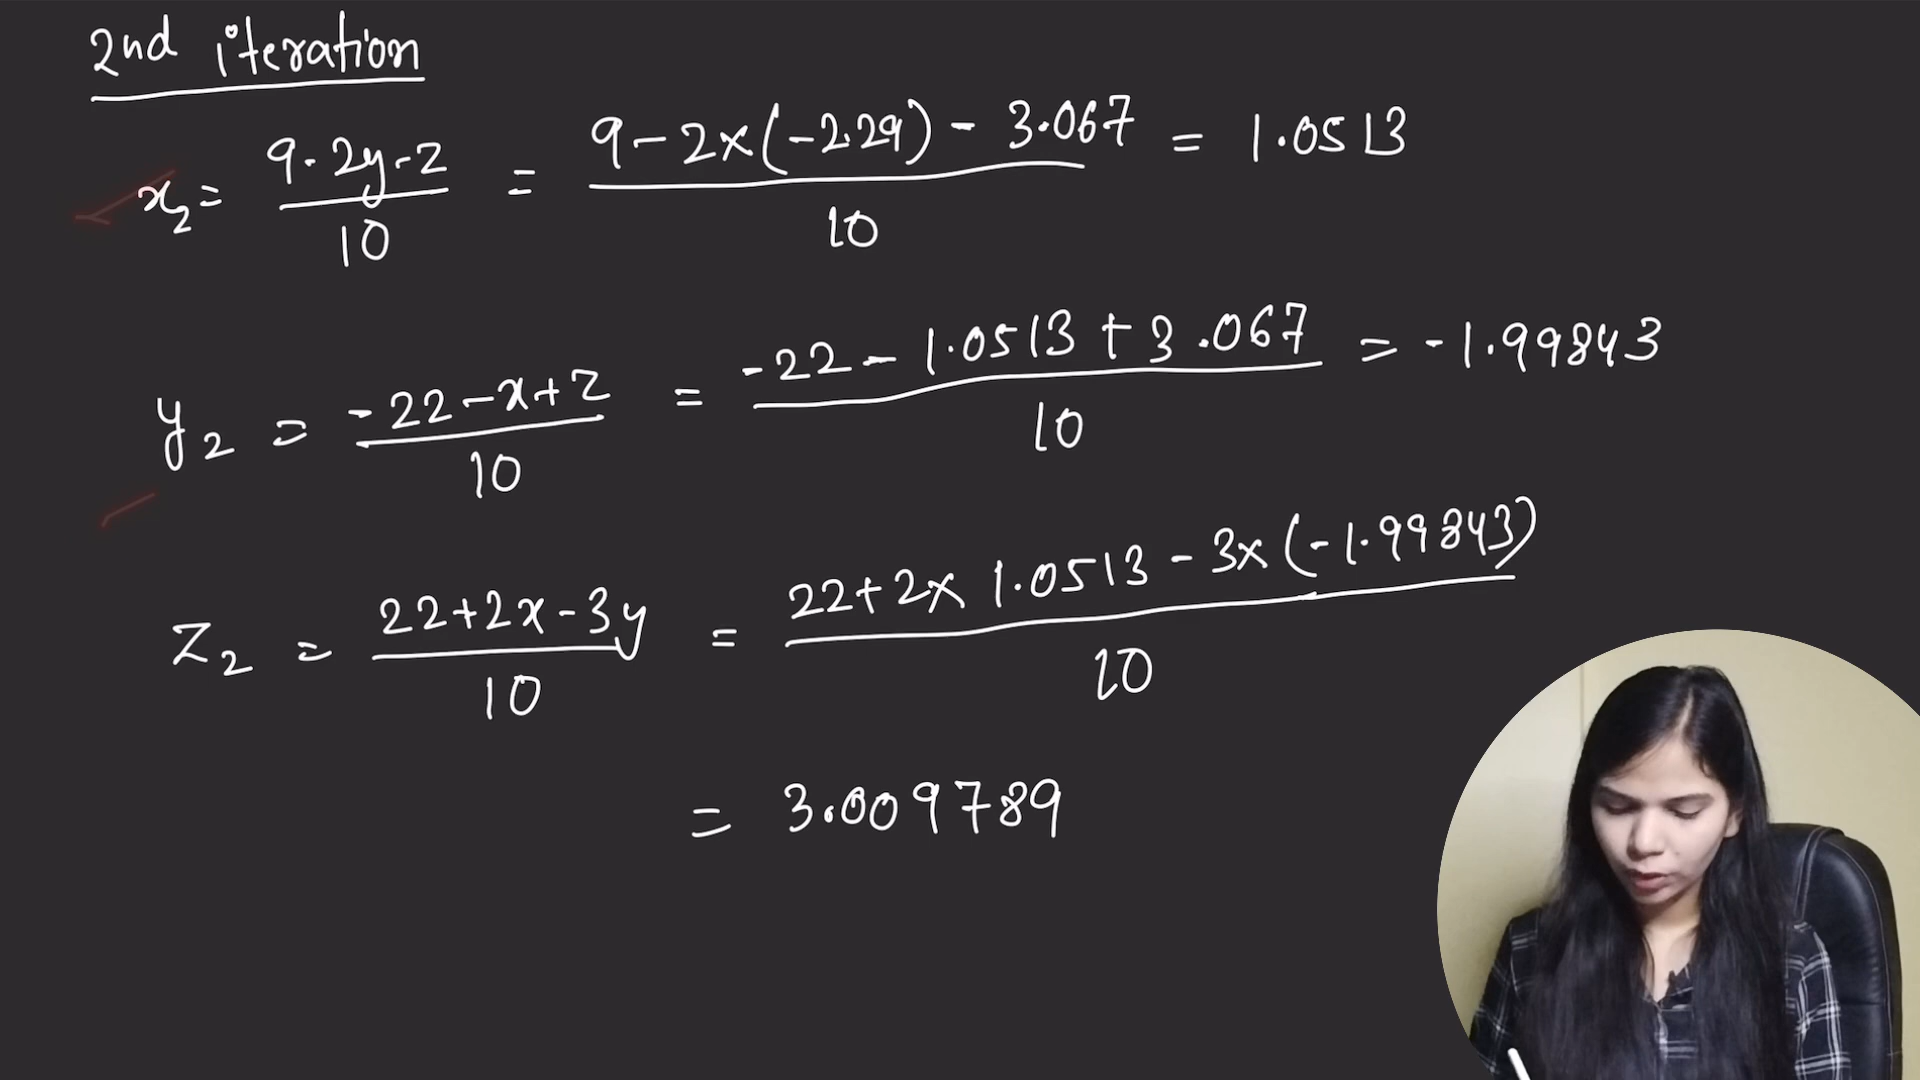 2nd iteration
x₂ = (9-2y-z)/10 = (9-2×(-2.29)-3.067)/10 = 1.0513
y₂ = (-22-x+z)/10 = (-22-1.0513+3.067)/10 = -1.99843
z₂ = (22+2x-3y)/10 = (22+2×1.0513-3×(-1.99843))/10
= 3.009789